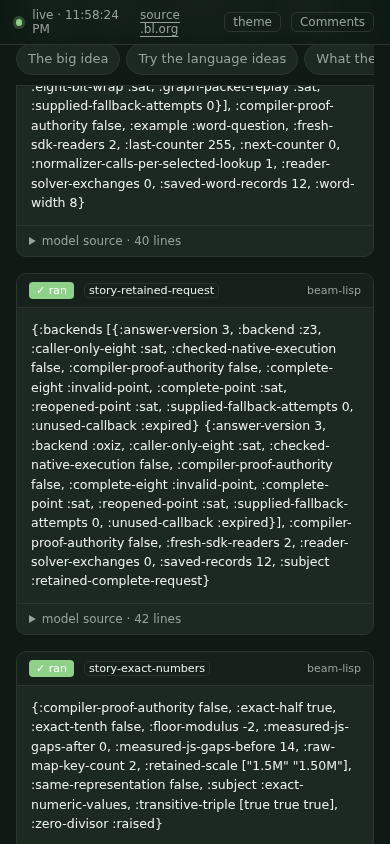 live · 11:58:24 PM
source .bl.org
theme
Comments
The big idea
Try the language ideas
What the
:eight-bit-wrap :sat, :graph-packet-replay :sat,
:supplied-fallback-attempts 0}], :compiler-proof-
authority false, :example :word-question, :fresh-
sdk-readers 2, :last-counter 255, :next-counter 0,
:normalizer-calls-per-selected-lookup 1, :reader-
solver-exchanges 0, :saved-word-records 12, :word-
width 8}
▶ model source · 40 lines
✓ ran story-retained-request beam-lisp
{:backends [{:answer-version 3, :backend :z3,
:caller-only-eight :sat, :checked-native-execution
false, :compiler-proof-authority false, :complete-
eight :invalid-point, :complete-point :sat,
:reopened-point :sat, :supplied-fallback-attempts 0,
:unused-callback :expired} {:answer-version 3,
:backend :oxiz, :caller-only-eight :sat, :checked-
native-execution false, :compiler-proof-authority
false, :complete-eight :invalid-point, :complete-
point :sat, :reopened-point :sat, :supplied-fallback-
attempts 0, :unused-callback :expired}], :compiler-
proof-authority false, :fresh-sdk-readers 2, :reader-
solver-exchanges 0, :saved-records 12, :subject
:retained-complete-request}
▶ model source · 42 lines
✓ ran story-exact-numbers beam-lisp
{:compiler-proof-authority false, :exact-half true,
:exact-tenth false, :floor-modulus -2, :measured-js-
gaps-after 0, :measured-js-gaps-before 14, :raw-
map-key-count 2, :retained-scale ["1.5M" "1.50M"],
:same-representation false, :subject :exact-
numeric-values, :transitive-triple [true true true],
:zero-divisor :raised}